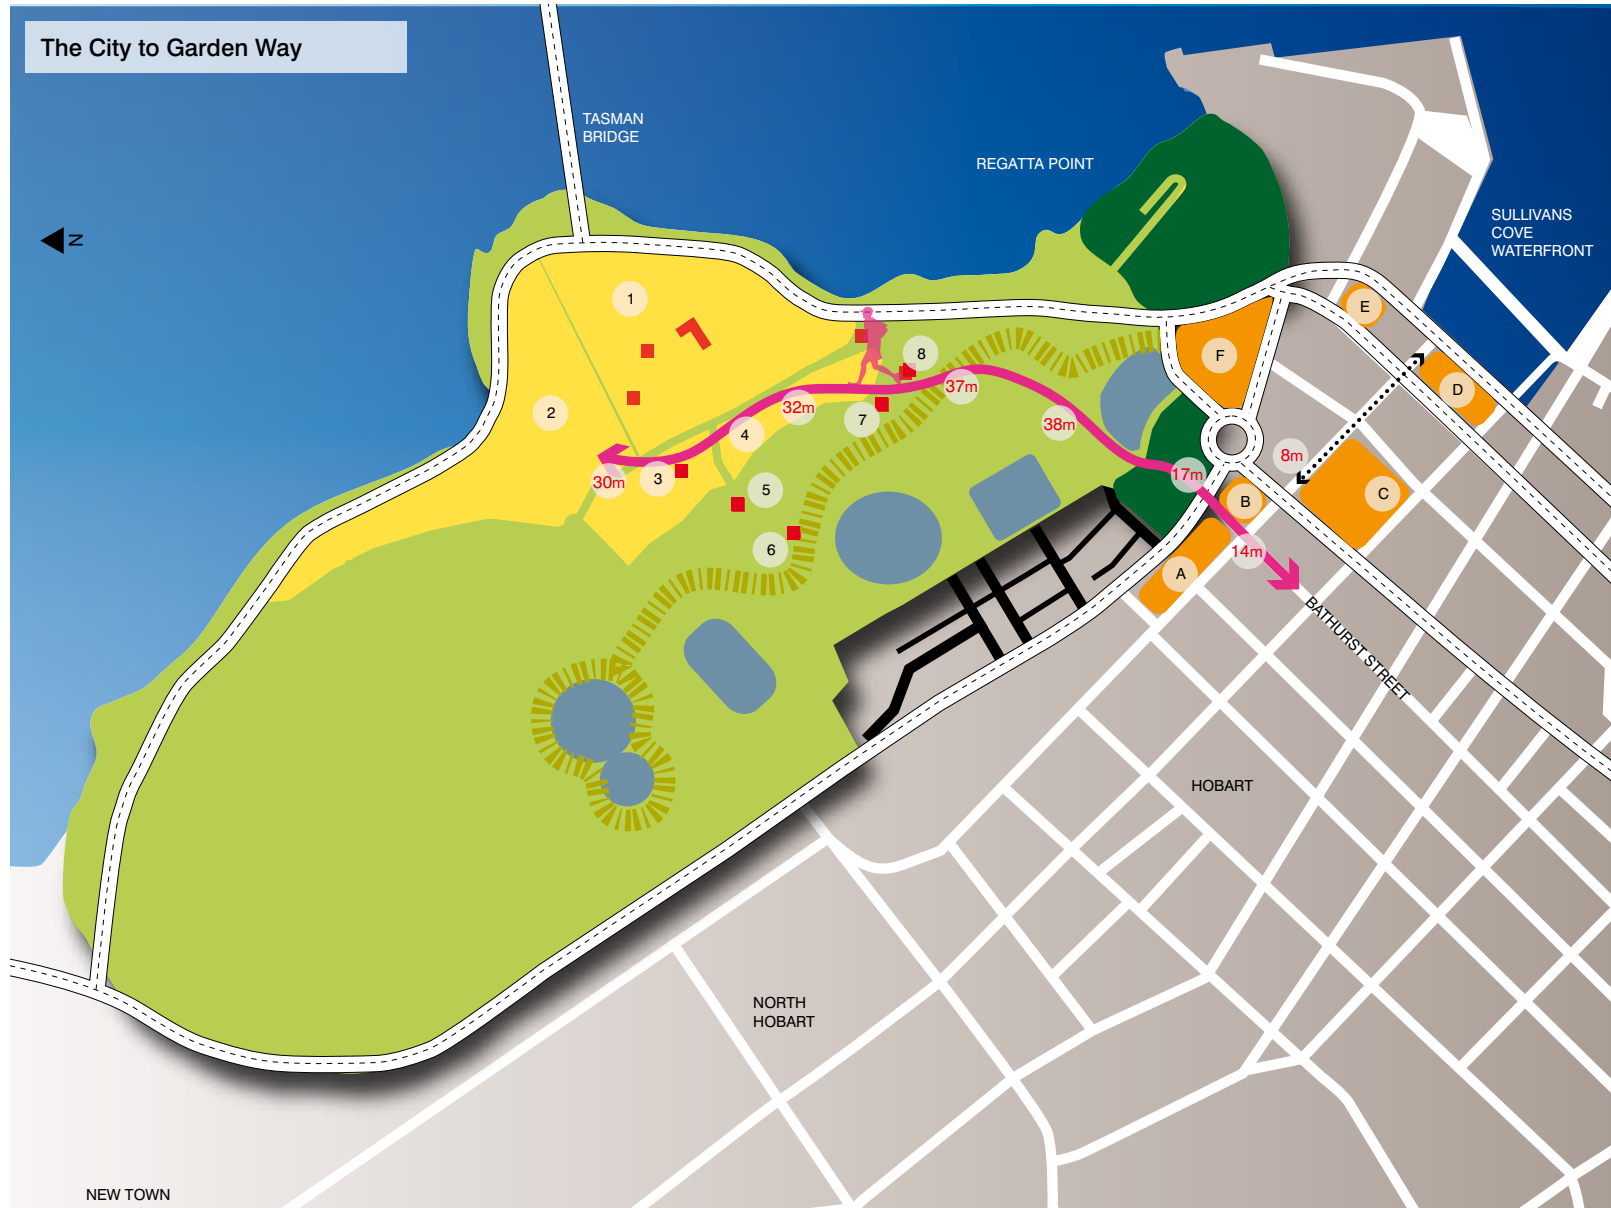 The City to Garden Way
TASMAN
BRIDGE
REGATTA POINT
SULLIVANS
COVE
WATERFRONT
N
1
E
8
F
37m
D
2
32m
7
38m
4
8m
30m
3
17m
5
B
C
6
14m
A
BATHURST STREET
HOBART
NORTH
HOBART
NEW TOWN